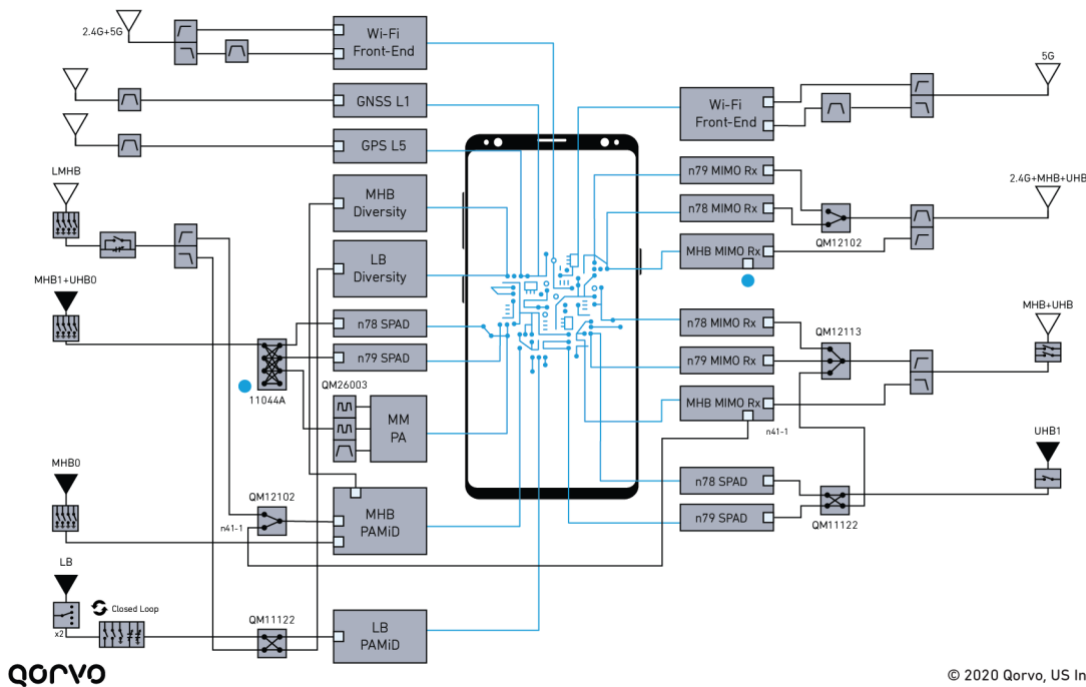 2.4G+5G
Wi-Fi
Front-End
GNSS L1
GPS L5
LMHB
MHB
Diversity
LB
Diversity
MHB1+UHB0
n78 SPAD
n79 SPAD
11044A
QM26003
MM
PA
MHB0
QM12102
n41-1
MHB
PAMiD
LB
x2
Closed Loop
QM11122
LB
PAMiD
5G
Wi-Fi
Front-End
n79 MIMO Rx
2.4G+MHB+UHB
n78 MIMO Rx
QM12102
MHB MIMO Rx
MHB+UHB
n78 MIMO Rx
QM12113
n79 MIMO Rx
MHB MIMO Rx
n41-1
UHB1
n78 SPAD
n79 SPAD
QM11122
QORVO
© 2020 Qorvo, US In